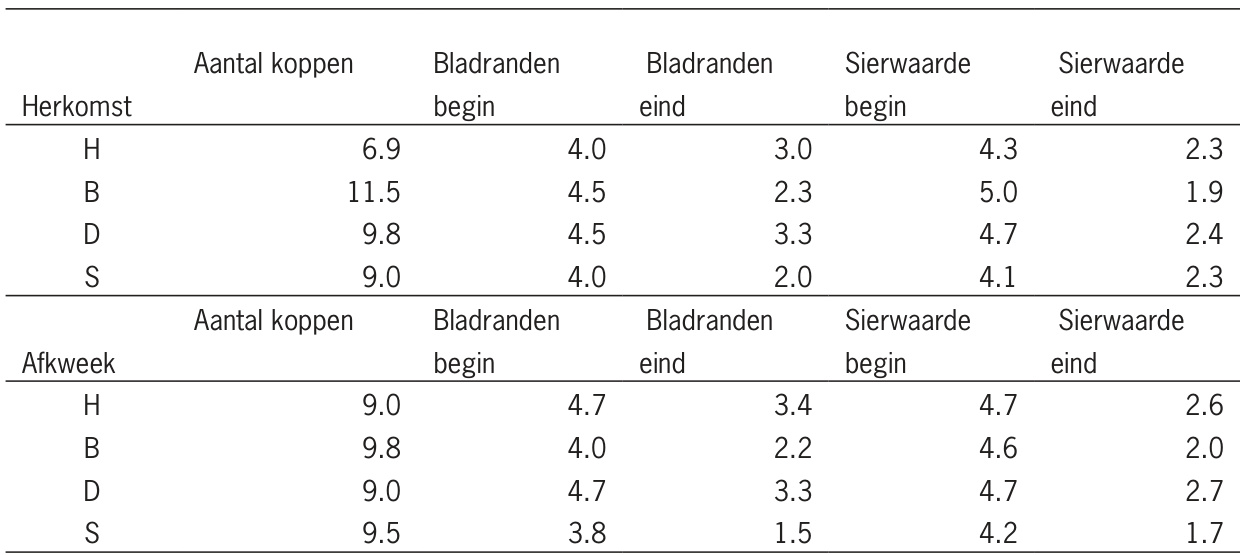 Aantal koppen Bladranden Bladranden Sierwaarde Sierwaarde
Herkomst begin eind begin eind
H 6.9 4.0 3.0 4.3 2.3
B 11.5 4.5 2.3 5.0 1.9
D 9.8 4.5 3.3 4.7 2.4
S 9.0 4.0 2.0 4.1 2.3
Aantal koppen Bladranden Bladranden Sierwaarde Sierwaarde
Afkweek begin eind begin eind
H 9.0 4.7 3.4 4.7 2.6
B 9.8 4.0 2.2 4.6 2.0
D 9.0 4.7 3.3 4.7 2.7
S 9.5 3.8 1.5 4.2 1.7